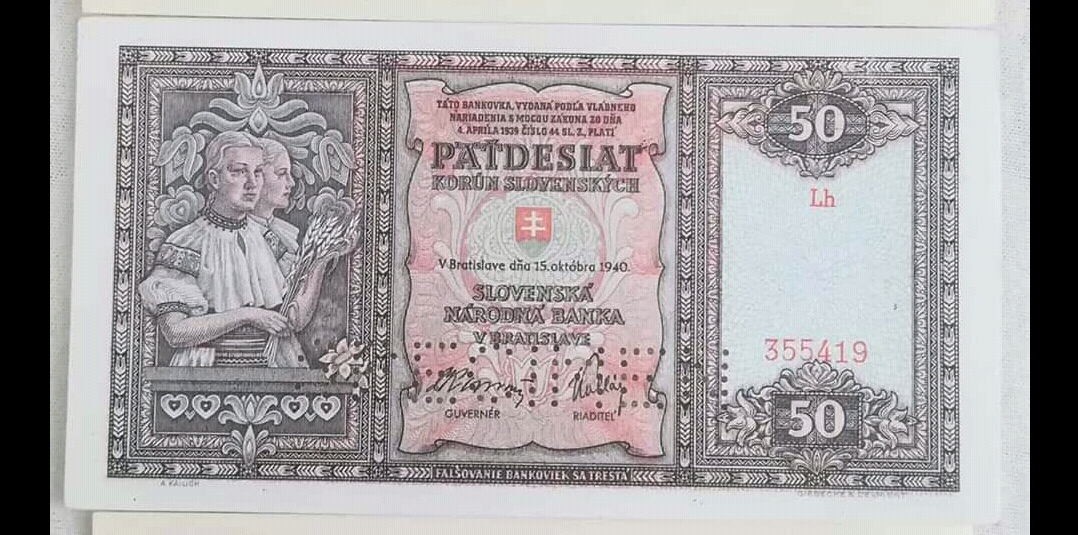 TÁTO BANKOVKA, VYDANÁ PODĽA VLÁDNEHO
NARIADENIA S MOCOU ZÁKONA ZO DŇA
4. APRÍLA 1939 ČÍSLO 44 SL. Z., PLATÍ
PÄŤDESIAT
KORÚN SLOVENSKÝCH
V Bratislave dňa 15. októbra 1940.
SLOVENSKÁ
NÁRODNÁ BANKA
V BRATISLAVE
GUVERNÉR
RIADITEĽ
FALŠOVANIE BANKOVIEK SA TRESTÁ
50
Lh
355419
50